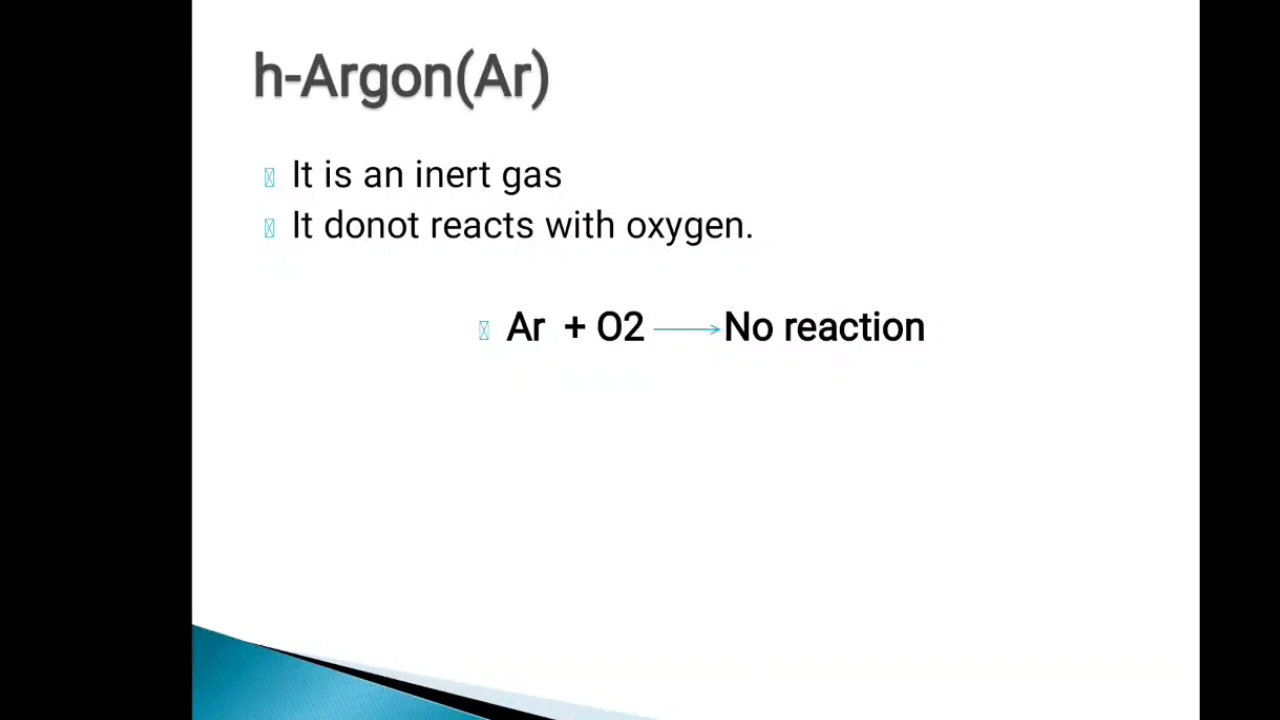 h-Argon(Ar)
It is an inert gas
It donot reacts with oxygen.
Ar + O2 ⟶ No reaction